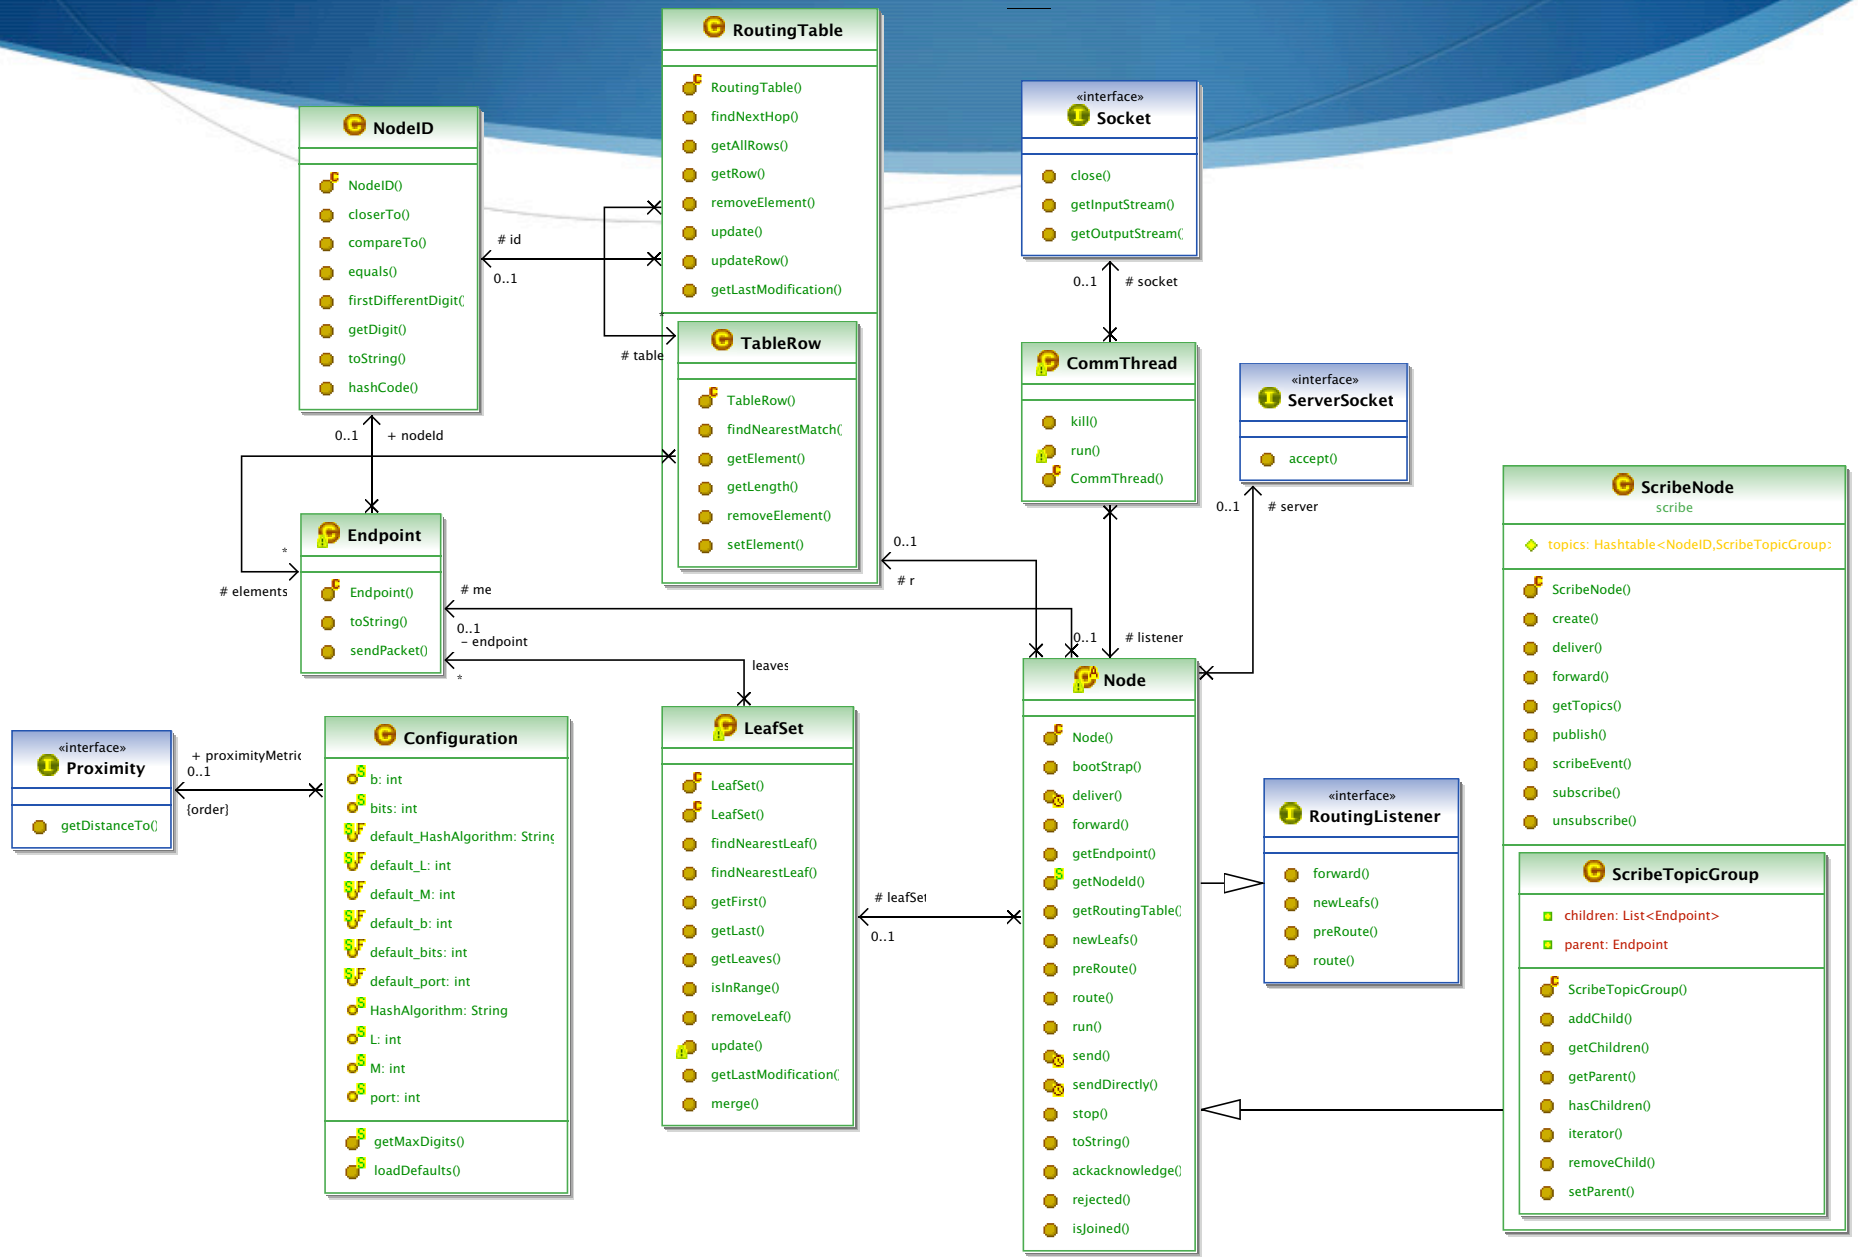 RoutingTable
RoutingTable()
findNextHop()
getAllRows()
getRow()
removeElement()
update()
updateRow()
getLastModification()
TableRow
TableRow()
findNearestMatch(
getElement()
getLength()
removeElement()
setElement()
NodeID
NodeID()
closerTo()
compareTo()
equals()
firstDifferentDigit(
getDigit()
toString()
hashCode()
# id
0..1
*
# table
0..1
+ nodeId
*
# elements
Endpoint
Endpoint()
toString()
sendPacket()
# me
0..1
- endpoint
*
leaves
0..1
# r
«interface»
Socket
close()
getInputStream()
getOutputStream(
0..1
# socket
CommThread
kill()
run()
CommThread()
«interface»
ServerSocket
accept()
0..1
# server
0..1
# listener
Node
Node()
bootStrap()
deliver()
forward()
getEndpoint()
getNodeId()
getRoutingTable(
newLeafs()
preRoute()
route()
run()
send()
sendDirectly()
stop()
toString()
ackacknowledge(
rejected()
isJoined()
«interface»
Proximity
getDistanceTo()
+ proximityMetric
0..1
{order}
Configuration
b: int
bits: int
default_HashAlgorithm: String
default_L: int
default_M: int
default_b: int
default_bits: int
default_port: int
HashAlgorithm: String
L: int
M: int
port: int
getMaxDigits()
loadDefaults()
LeafSet
LeafSet()
LeafSet()
findNearestLeaf()
findNearestLeaf()
getFirst()
getLast()
getLeaves()
isInRange()
removeLeaf()
update()
getLastModification(
merge()
# leafSet
0..1
«interface»
RoutingListener
forward()
newLeafs()
preRoute()
route()
ScribeNode
scribe
topics: Hashtable<NodeID,ScribeTopicGroup>
ScribeNode()
create()
deliver()
forward()
getTopics()
publish()
scribeEvent()
subscribe()
unsubscribe()
ScribeTopicGroup
children: List<Endpoint>
parent: Endpoint
ScribeTopicGroup()
addChild()
getChildren()
getParent()
hasChildren()
iterator()
removeChild()
setParent()